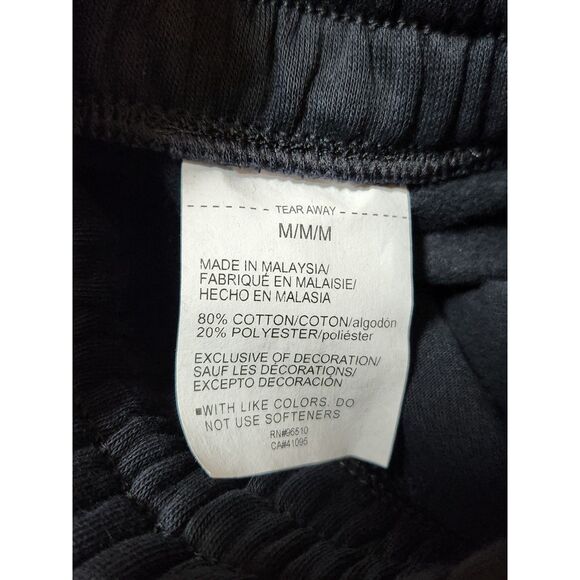 TEAR AWAY
M/M/M
MADE IN MALAYSIA/
FABRIQUÉ EN MALAISIE/
HECHO EN MALASIA
80% COTTON/COTON/algodón
20% POLYESTER/poliéster
EXCLUSIVE OF DECORATION/
SAUF LES DÉCORATIONS/
EXCEPTO DECORACIÓN
■WITH LIKE COLORS. DO
NOT USE SOFTENERS
RN#96510
CA#41095